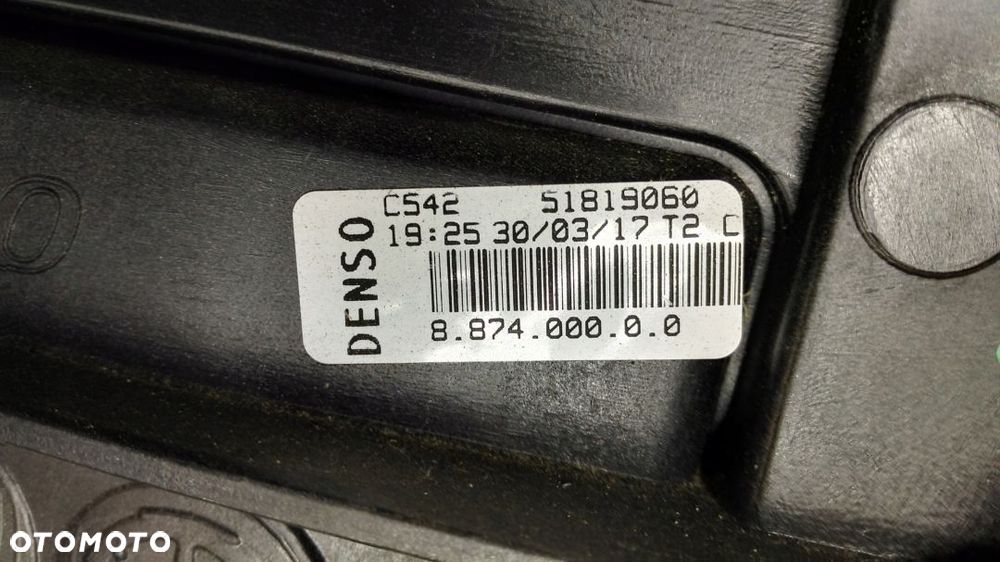 C542 51819060
19:25 30/03/17 T2 C
DENSO
8.874.000.0.0
OTOMOTO